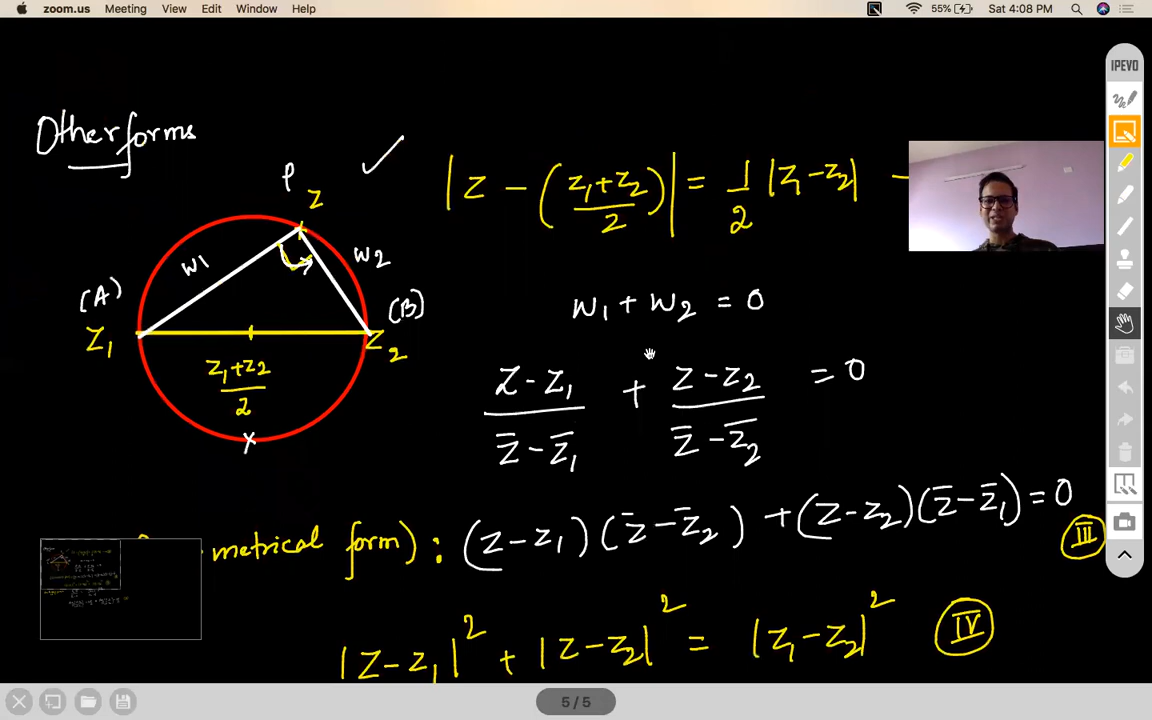 zoom.us Meeting View Edit Window Help 55% Sat 4:08 PM
IPEVO
Other forms
P
z
|z - (z₁+z₂/2)| = 1/2 |z₁-z₂| -
w1
w2
(A)
(B)
z₁
z₂
z₁+z₂/2
w₁ + w₂ = 0
z-z₁/z̄-z̄₁ + z-z₂/z̄-z̄₂ = 0
metrical form) : (z-z₁)(z̄-z̄₂) + (z-z₂)(z̄-z̄₁) = 0
III
|z-z₁|² + |z-z₂|² = |z₁-z₂|² IV
5 / 5